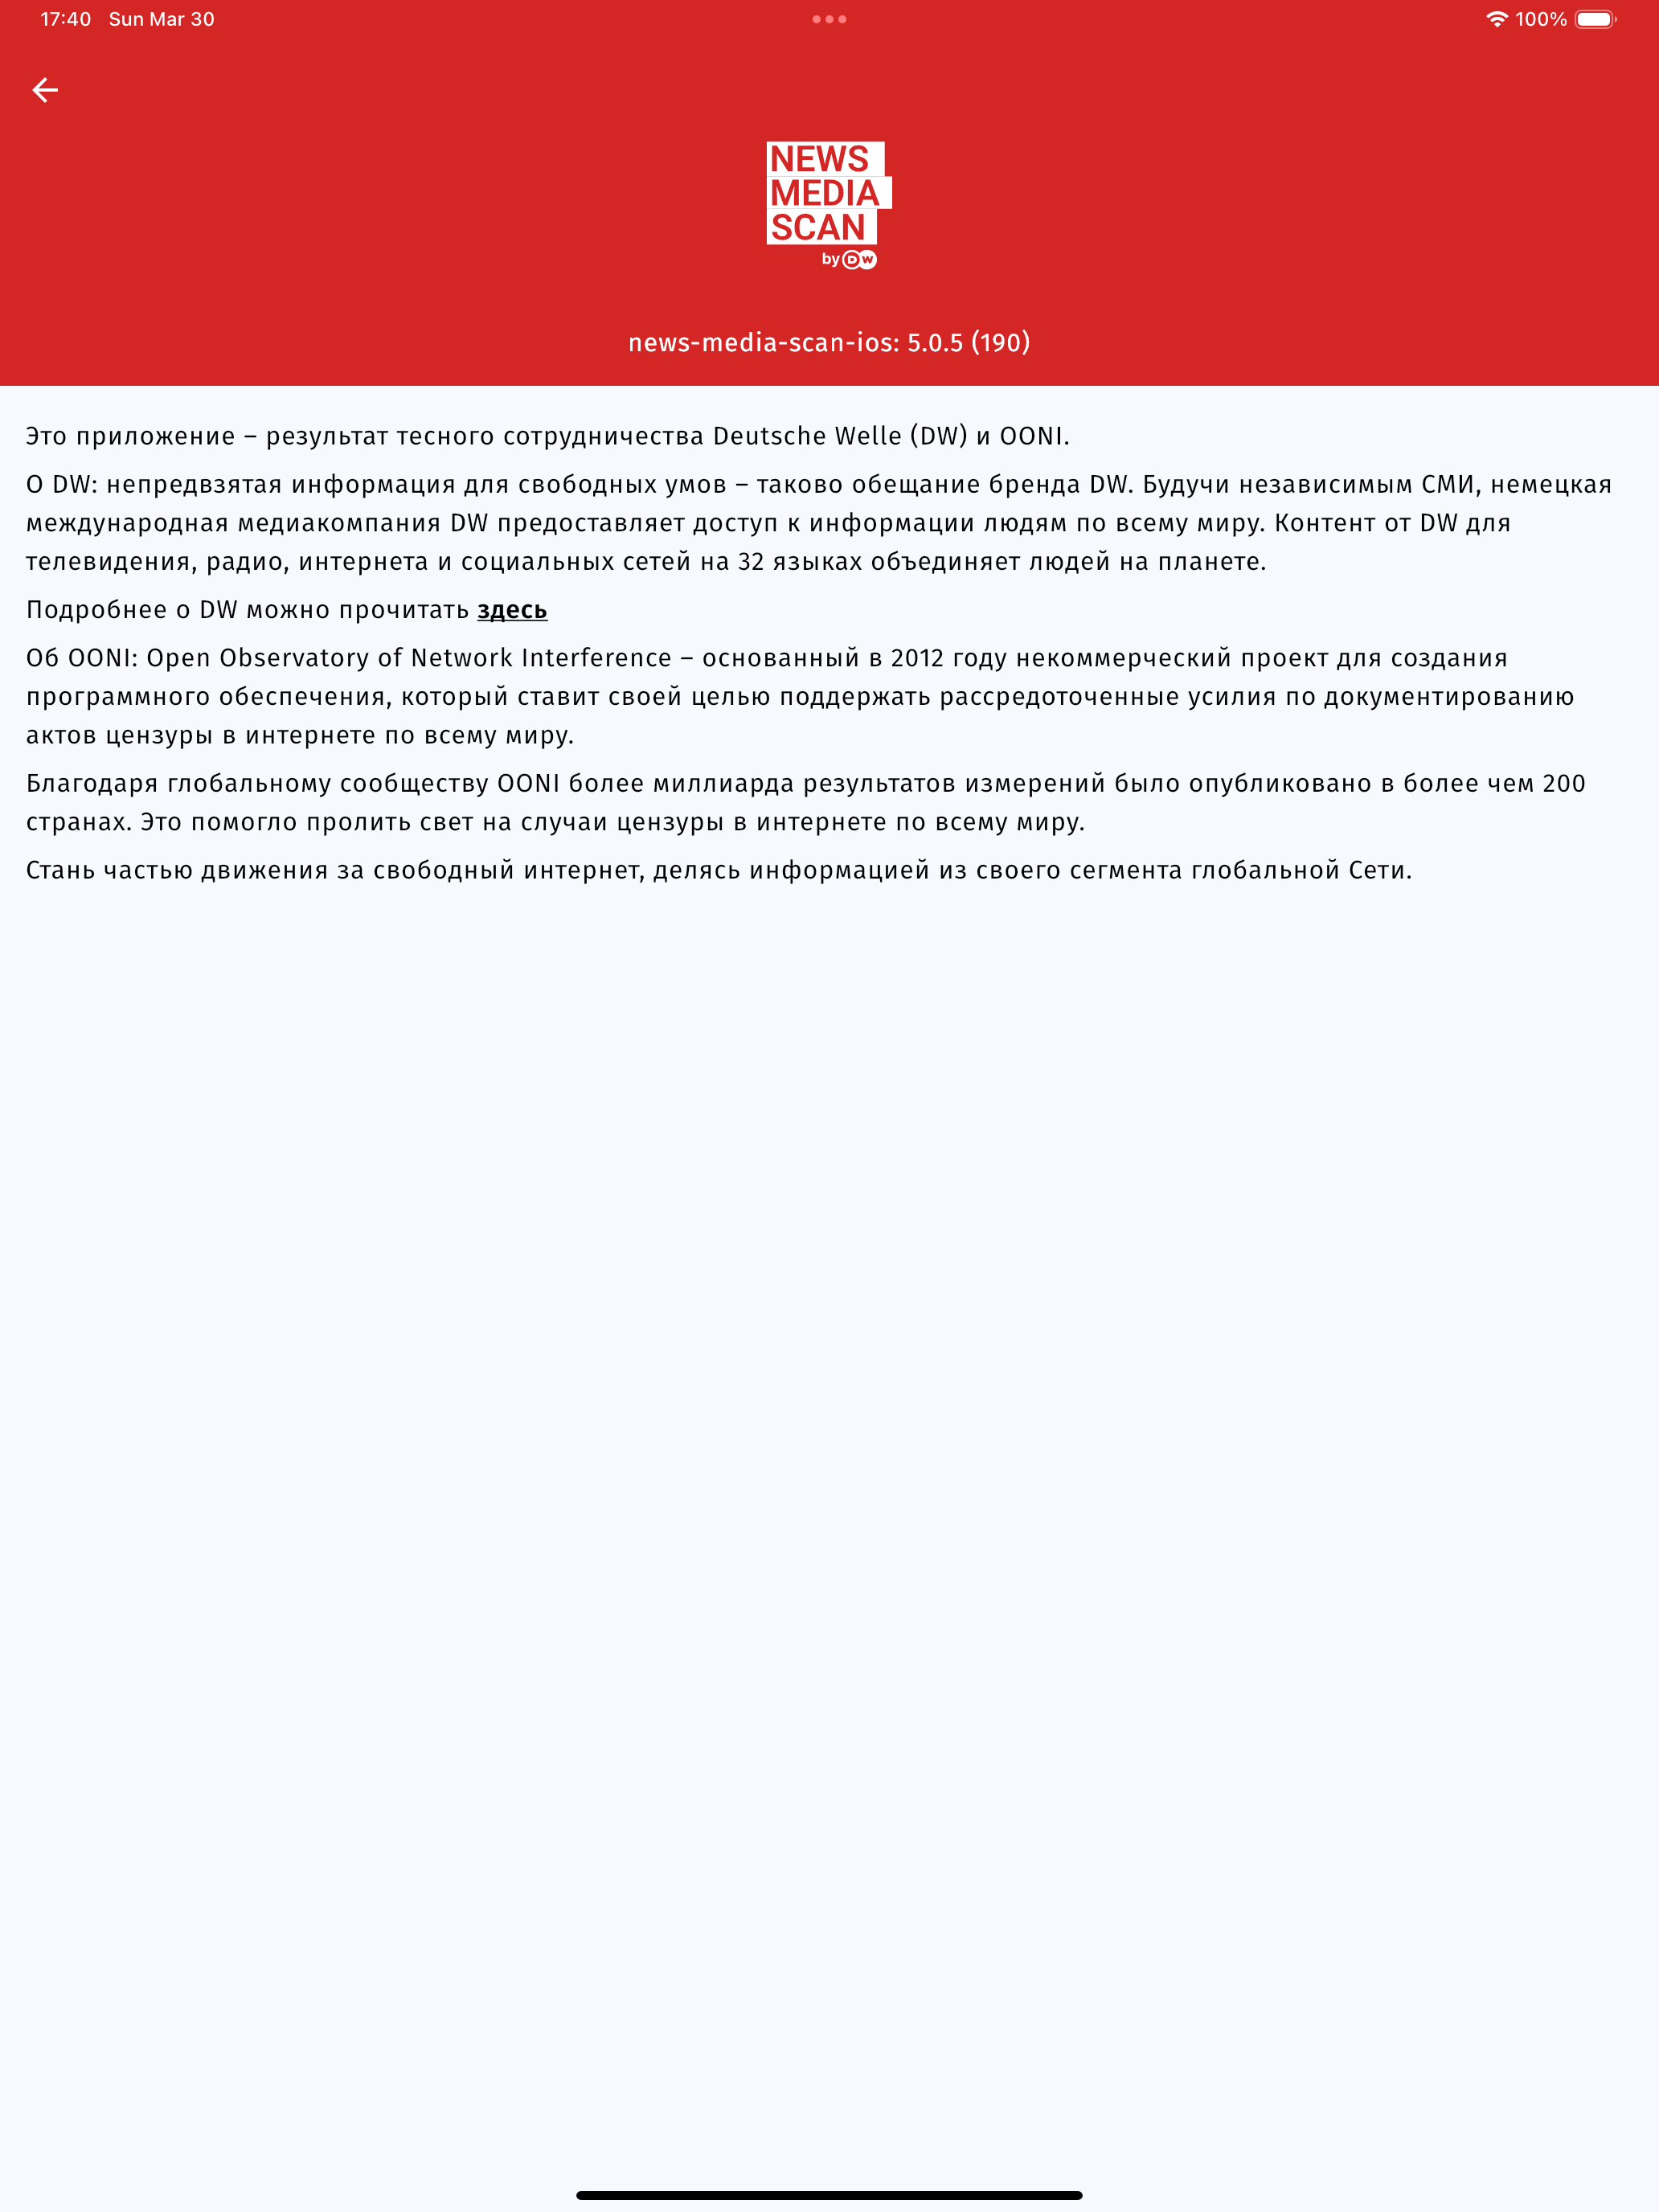 17:40 Sun Mar 30
100%
NEWS
MEDIA
SCAN
by DW
news-media-scan-ios: 5.0.5 (190)
Это приложение – результат тесного сотрудничества Deutsche Welle (DW) и OONI.
О DW: непредвзятая информация для свободных умов – таково обещание бренда DW. Будучи независимым СМИ, немецкая
международная медиакомпания DW предоставляет доступ к информации людям по всему миру. Контент от DW для
телевидения, радио, интернета и социальных сетей на 32 языках объединяет людей на планете.
Подробнее о DW можно прочитать здесь
Об OONI: Open Observatory of Network Interference – основанный в 2012 году некоммерческий проект для создания
программного обеспечения, который ставит своей целью поддержать рассредоточенные усилия по документированию
актов цензуры в интернете по всему миру.
Благодаря глобальному сообществу OONI более миллиарда результатов измерений было опубликовано в более чем 200
странах. Это помогло пролить свет на случаи цензуры в интернете по всему миру.
Стань частью движения за свободный интернет, делясь информацией из своего сегмента глобальной Сети.